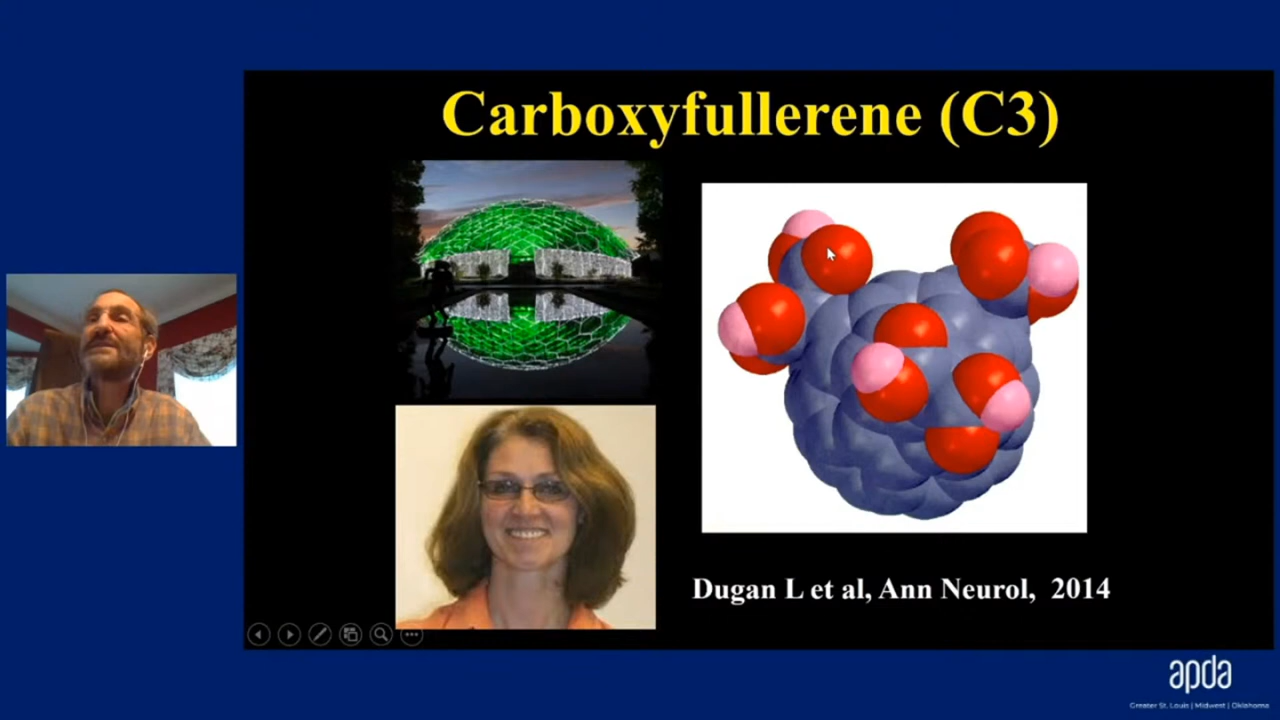 Carboxyfullerene (C3)
Dugan L et al, Ann Neurol, 2014
apda
Greater St. Louis | Midwest | Oklahoma